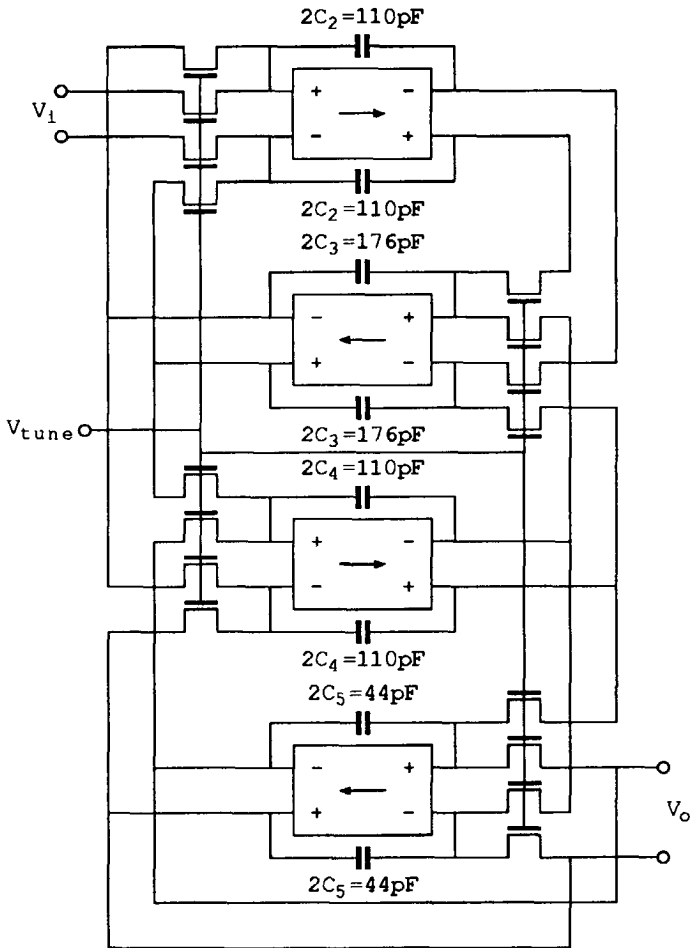 2C₂=110pF
+ −
Vᵢ
− +
2C₂=110pF
2C₃=176pF
− +
+ −
Vtune
2C₃=176pF
2C₄=110pF
+ −
− +
2C₄=110pF
2C₅=44pF
− +
+ −
Vₒ
2C₅=44pF